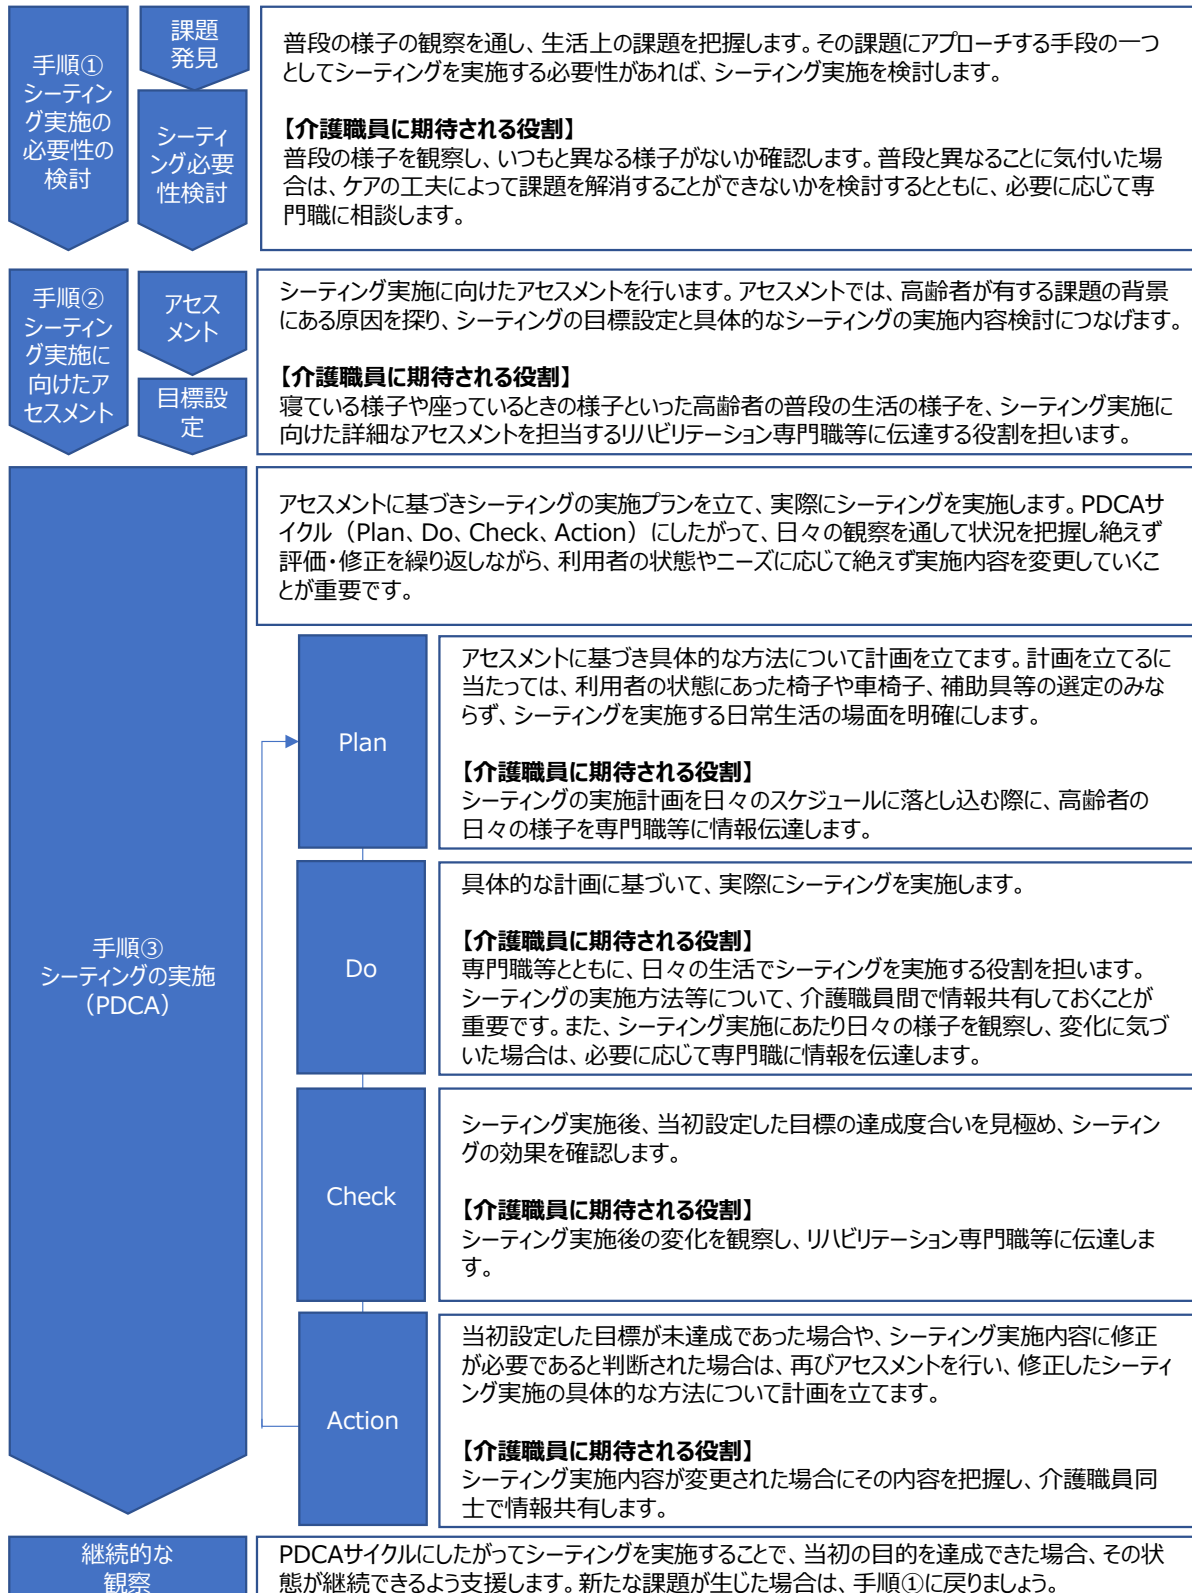 手順①
シーティン
グ実施の
必要性の
検討
課題
発見
シーティ
ング必要
性検討
普段の様子の観察を通し、生活上の課題を把握します。その課題にアプローチする手段の一つ
としてシーティングを実施する必要性があれば、シーティング実施を検討します。
【介護職員に期待される役割】
普段の様子を観察し、いつもと異なる様子がないか確認します。普段と異なることに気付いた場
合は、ケアの工夫によって課題を解消することができないかを検討するとともに、必要に応じて専
門職に相談します。
手順②
シーティン
グ実施に
向けたア
セスメント
アセス
メント
目標設
定
シーティング実施に向けたアセスメントを行います。アセスメントでは、高齢者が有する課題の背景
にある原因を探り、シーティングの目標設定と具体的なシーティングの実施内容検討につなげます。
【介護職員に期待される役割】
寝ている様子や座っているときの様子といった高齢者の普段の生活の様子を、シーティング実施に
向けた詳細なアセスメントを担当するリハビリテーション専門職等に伝達する役割を担います。
手順③
シーティングの実施
（PDCA）
アセスメントに基づきシーティングの実施プランを立て、実際にシーティングを実施します。PDCAサ
イクル（Plan、Do、Check、Action）にしたがって、日々の観察を通して状況を把握し絶えず
評価・修正を繰り返しながら、利用者の状態やニーズに応じて絶えず実施内容を変更していくこ
とが重要です。
Plan
アセスメントに基づき具体的な方法について計画を立てます。計画を立てるに
当たっては、利用者の状態にあった椅子や車椅子、補助具等の選定のみな
らず、シーティングを実施する日常生活の場面を明確にします。
【介護職員に期待される役割】
シーティングの実施計画を日々のスケジュールに落とし込む際に、高齢者の
日々の様子を専門職等に情報伝達します。
Do
具体的な計画に基づいて、実際にシーティングを実施します。
【介護職員に期待される役割】
専門職等とともに、日々の生活でシーティングを実施する役割を担います。
シーティングの実施方法等について、介護職員間で情報共有しておくことが
重要です。また、シーティング実施にあたり日々の様子を観察し、変化に気づ
いた場合は、必要に応じて専門職に情報を伝達します。
Check
シーティング実施後、当初設定した目標の達成度合いを見極め、シーティン
グの効果を確認します。
【介護職員に期待される役割】
シーティング実施後の変化を観察し、リハビリテーション専門職等に伝達しま
す。
Action
当初設定した目標が未達成であった場合や、シーティング実施内容に修正
が必要であると判断された場合は、再びアセスメントを行い、修正したシーティ
ング実施の具体的な方法について計画を立てます。
【介護職員に期待される役割】
シーティング実施内容が変更された場合にその内容を把握し、介護職員同
士で情報共有します。
継続的な
観察
PDCAサイクルにしたがってシーティングを実施することで、当初の目的を達成できた場合、その状
態が継続できるよう支援します。新たな課題が生じた場合は、手順①に戻りましょう。